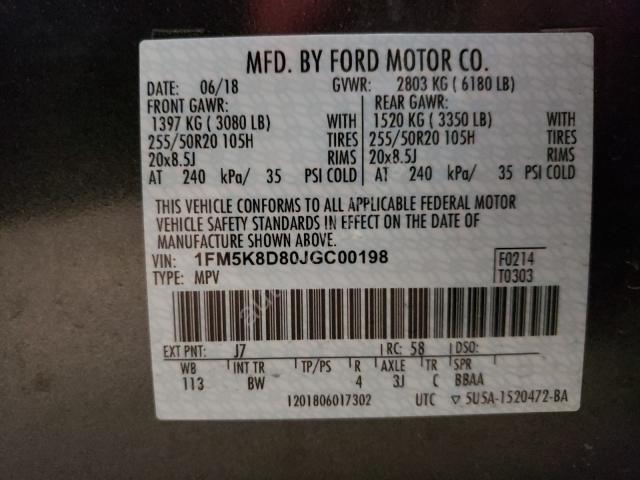 MFD. BY FORD MOTOR CO.
DATE: 06/18 GVWR: 2803 KG ( 6180 LB)
FRONT GAWR: REAR GAWR:
1397 KG ( 3080 LB) WITH 1520 KG ( 3350 LB) WITH
255/50R20 105H TIRES 255/50R20 105H TIRES
20x8.5J RIMS 20x8.5J RIMS
AT 240 kPa/ 35 PSI COLD AT 240 kPa/ 35 PSI COLD
THIS VEHICLE CONFORMS TO ALL APPLICABLE FEDERAL MOTOR
VEHICLE SAFETY STANDARDS IN EFFECT ON THE DATE OF
MANUFACTURE SHOWN ABOVE.
VIN: 1FM5K8D80JGC00198 F0214
TYPE: MPV T0303
EXT PNT: J7 RC: 58 DSO:
WB INT TR TP/PS R AXLE TR SPR
113 BW 4 3J C BBAA
1201806017302 UTC ▽ 5U5A-1520472-BA